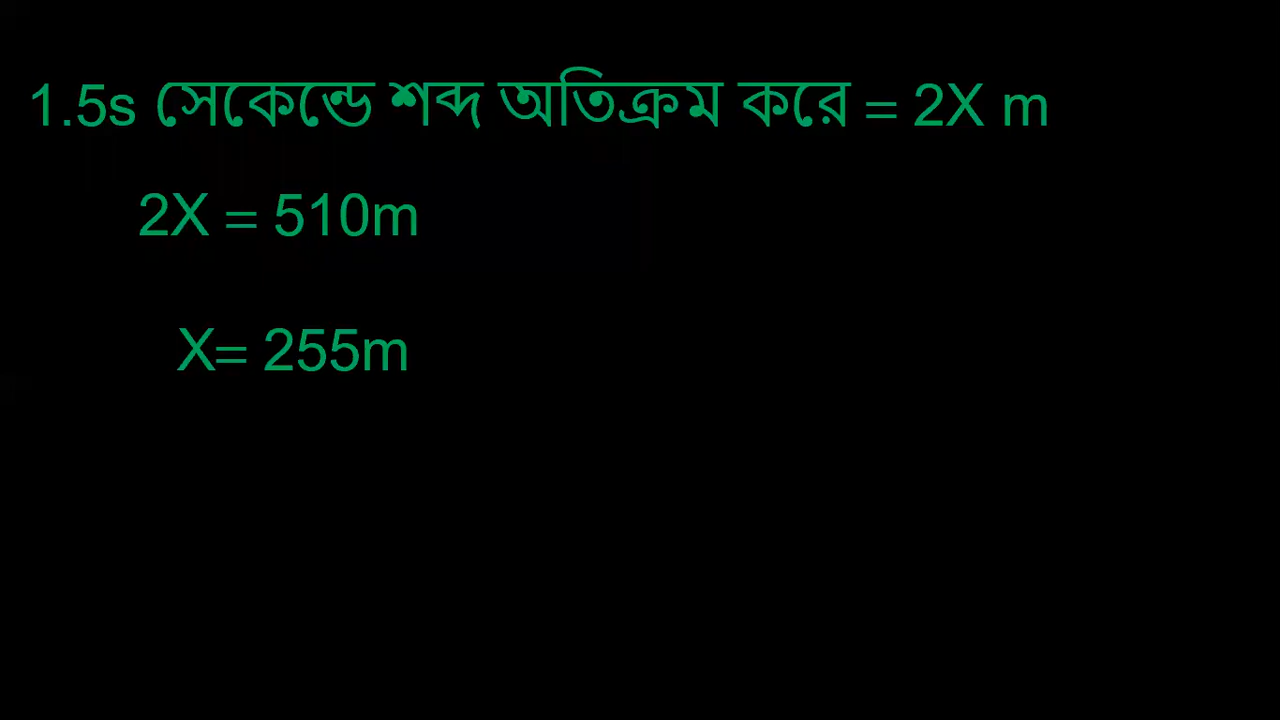 1.5s সেকেন্ডে শব্দ অতিক্রম করে = 2X m
2X = 510m
X= 255m